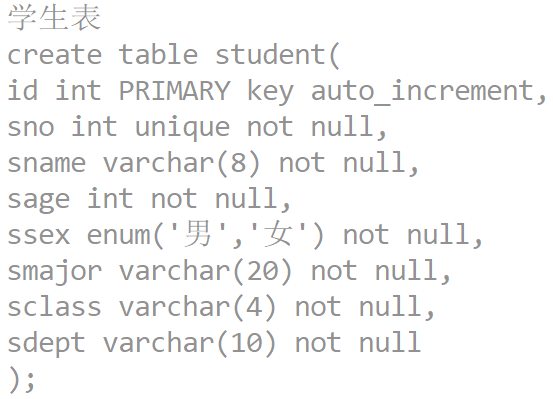 学生表
create table student(
id int PRIMARY key auto_increment,
sno int unique not null,
sname varchar(8) not null,
sage int not null,
ssex enum('男','女') not null,
smajor varchar(20) not null,
sclass varchar(4) not null,
sdept varchar(10) not null
);